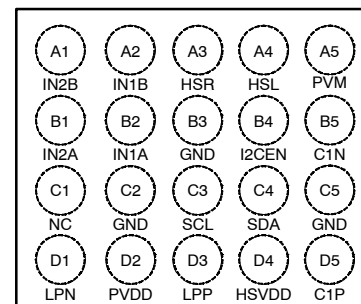 A1 A2 A3 A4 A5
IN2B IN1B HSR HSL PVM
B1 B2 B3 B4 B5
IN2A IN1A GND I2CEN C1N
C1 C2 C3 C4 C5
NC GND SCL SDA GND
D1 D2 D3 D4 D5
LPN PVDD LPP HSVDD C1P